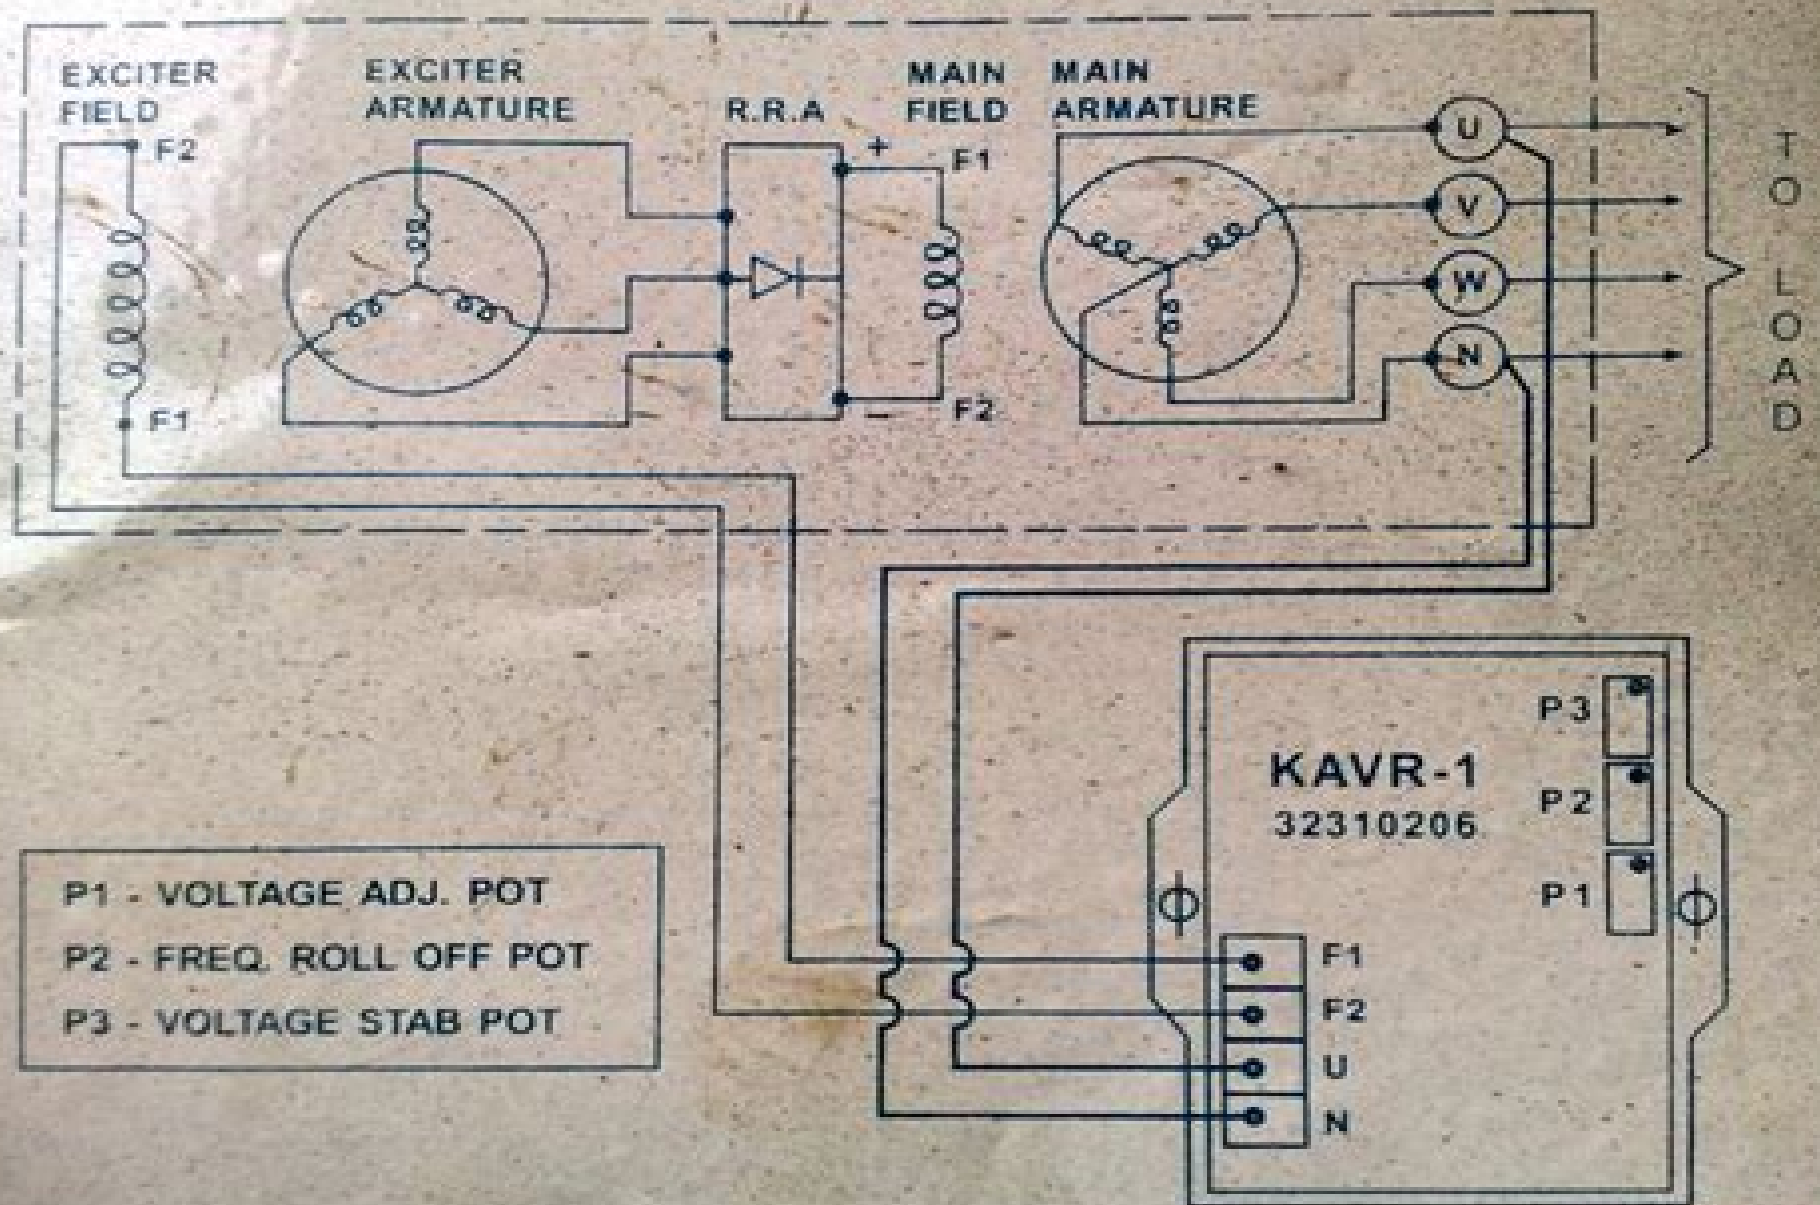 EXCITER
FIELD
EXCITER
ARMATURE
R.R.A
MAIN
FIELD
MAIN
ARMATURE
F2
F1
+
F1
−
F2
U
V
W
N
TO LOAD
KAVR-1
32310206
P3
P2
P1
F1
F2
U
N
P1 - VOLTAGE ADJ. POT
P2 - FREQ. ROLL OFF POT
P3 - VOLTAGE STAB POT